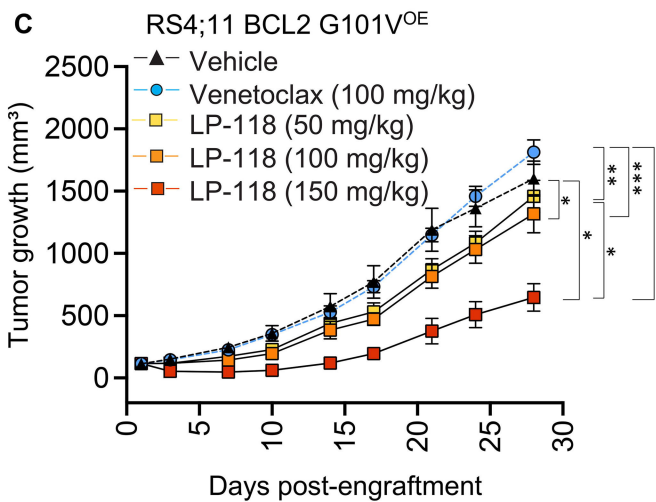 C
RS4;11 BCL2 G101V^OE
Vehicle
Venetoclax (100 mg/kg)
LP-118 (50 mg/kg)
LP-118 (100 mg/kg)
LP-118 (150 mg/kg)
Tumor growth (mm³)
2500
2000
1500
1000
500
0
0 5 10 15 20 25 30
Days post-engraftment
*
*
**
*
***